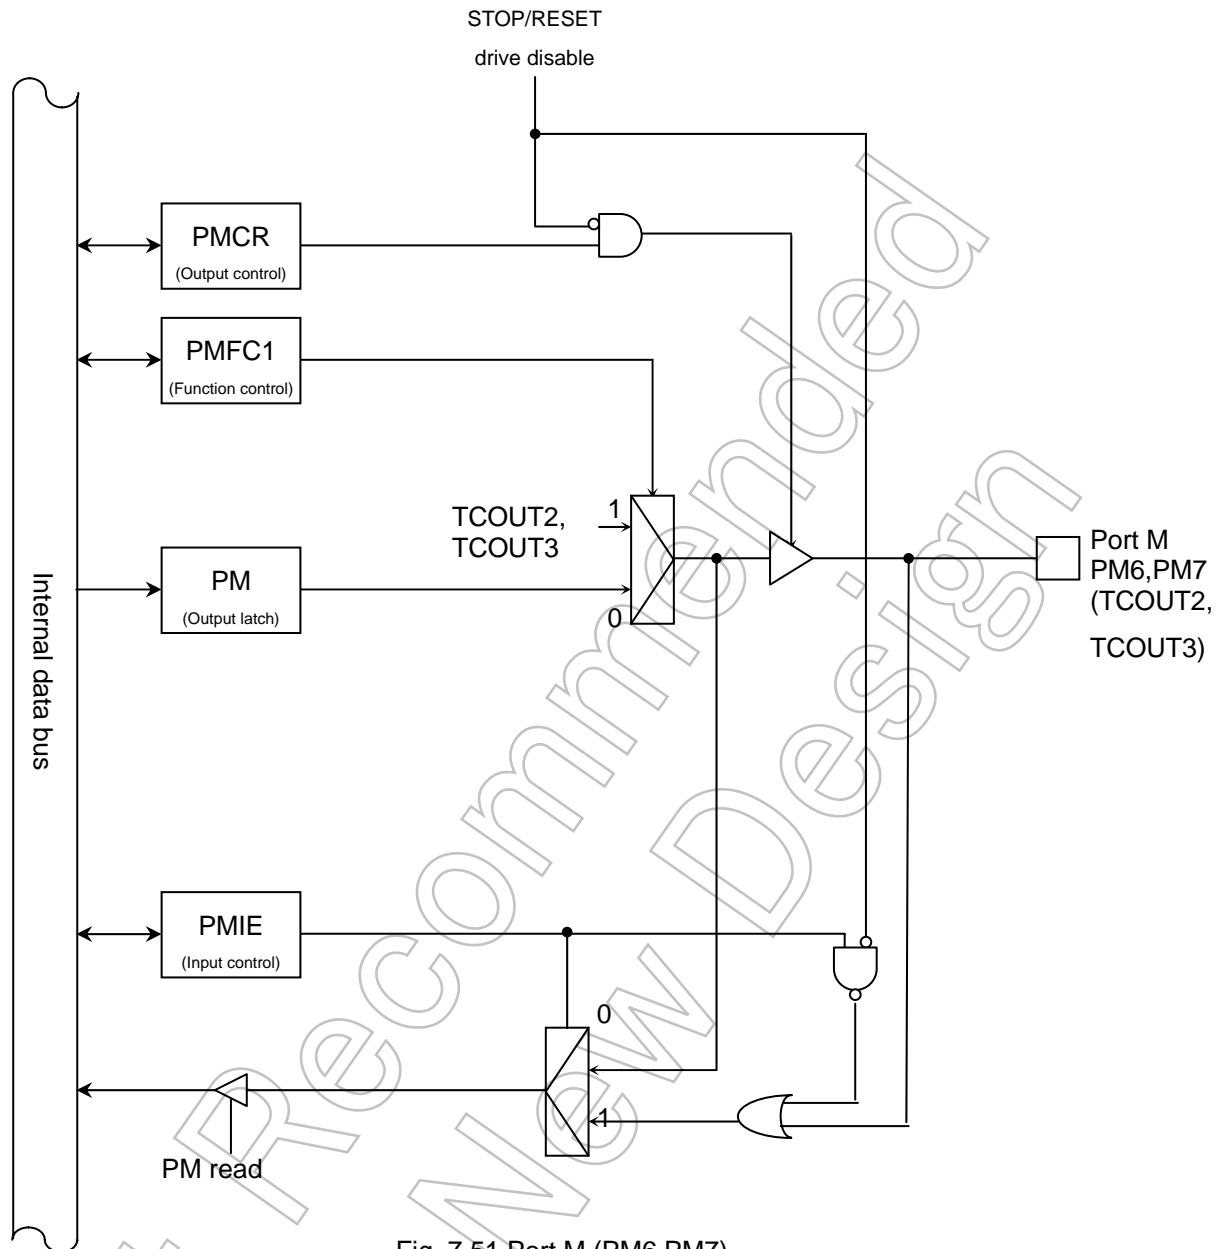 STOP/RESET
drive disable
PMCR
(Output control)
PMFC1
(Function control)
TCOUT2,
TCOUT3
1
0
PM
(Output latch)
Port M
PM6,PM7
(TCOUT2,
TCOUT3)
Internal data bus
PMIE
(Input control)
0
1
PM read
Fig. 7.51 Port M (PM6,PM7)
Recommended
New Design